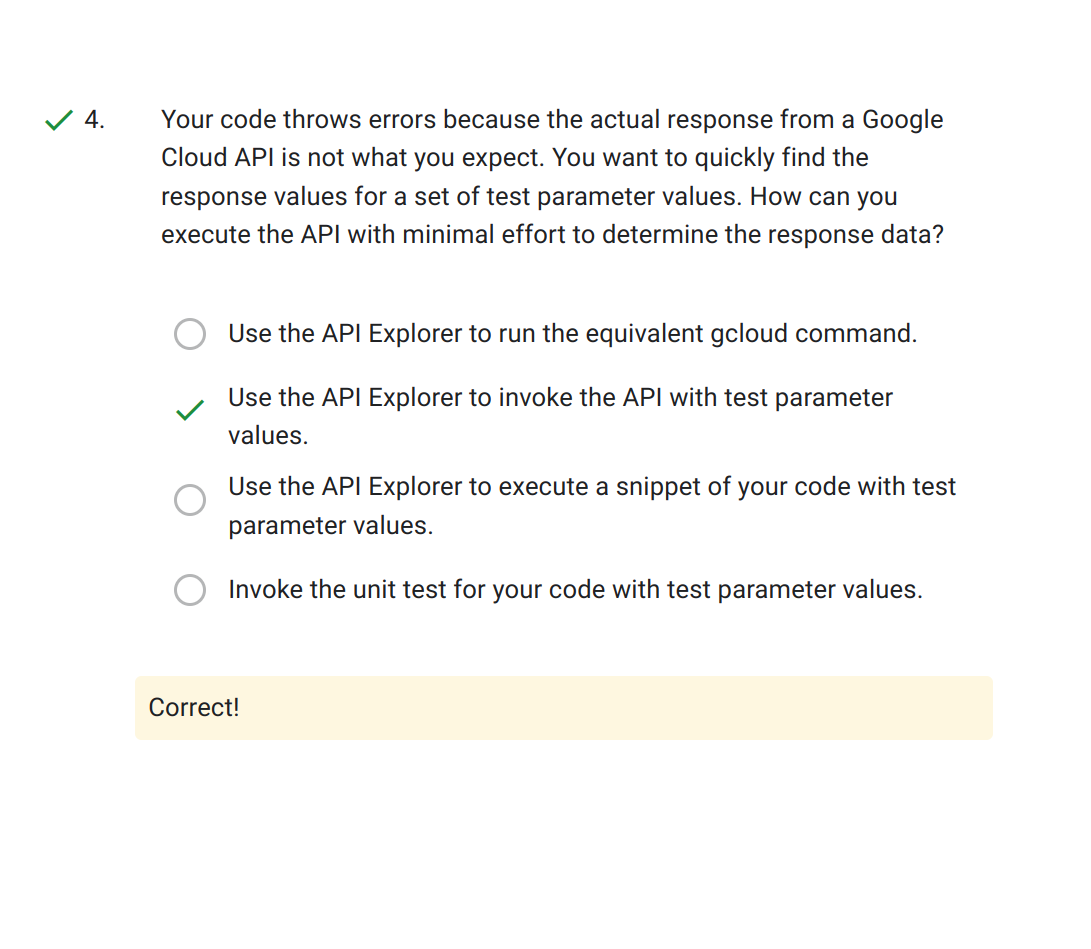 4. Your code throws errors because the actual response from a Google
Cloud API is not what you expect. You want to quickly find the
response values for a set of test parameter values. How can you
execute the API with minimal effort to determine the response data?
Use the API Explorer to run the equivalent gcloud command.
Use the API Explorer to invoke the API with test parameter
values.
Use the API Explorer to execute a snippet of your code with test
parameter values.
Invoke the unit test for your code with test parameter values.
Correct!